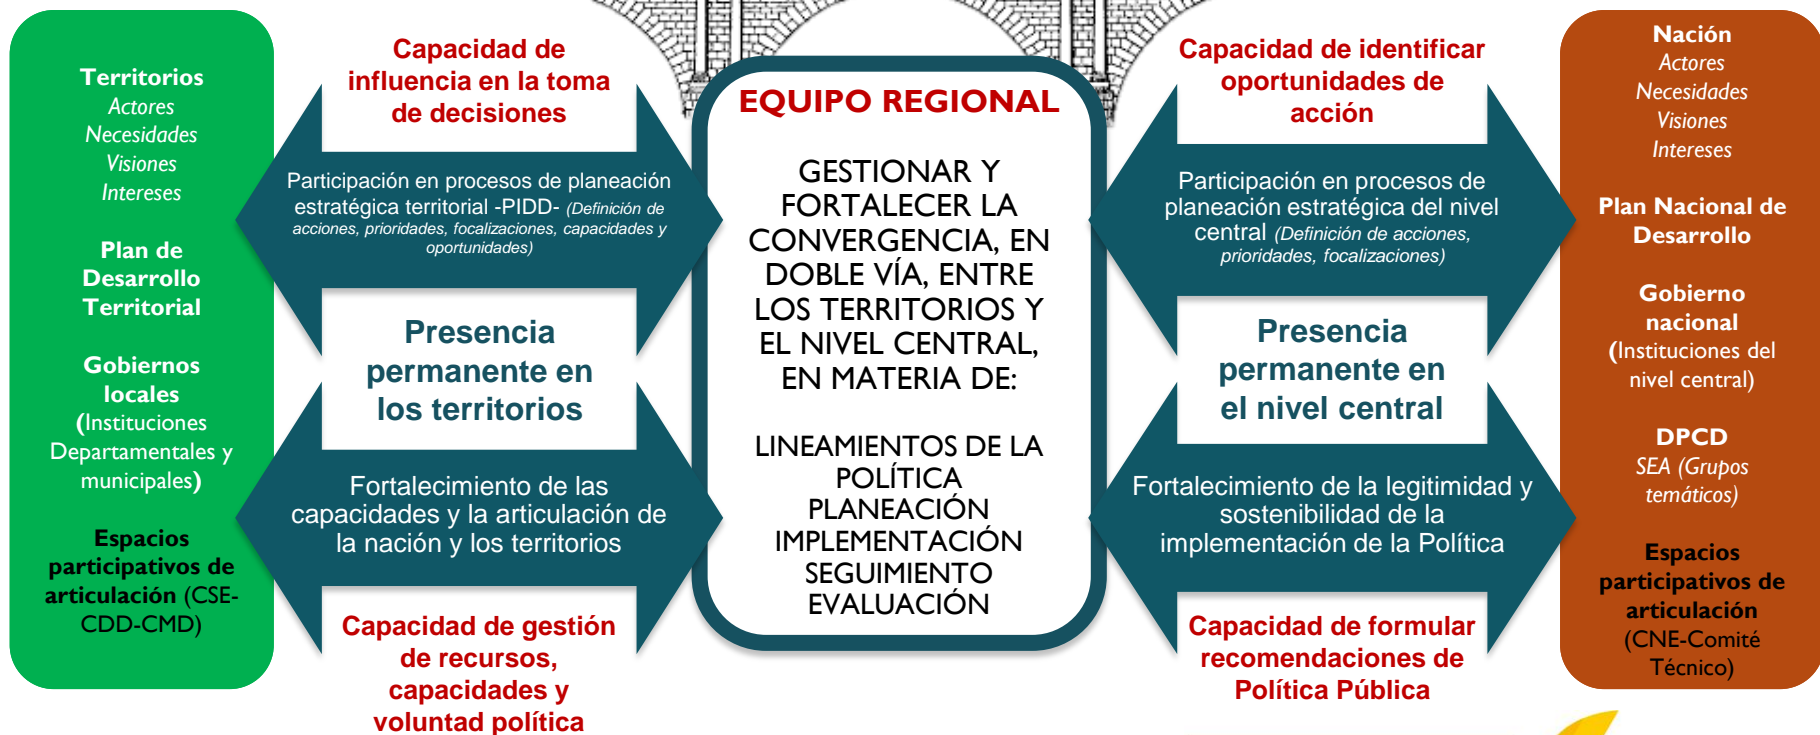 Territorios
Actores
Necesidades
Visiones
Intereses
Plan de
Desarrollo
Territorial
Gobiernos
locales
(Instituciones
Departamentales y
municipales)
Espacios
participativos de
articulación (CSE-
CDD-CMD)
Capacidad de
influencia en la toma
de decisiones
Participación en procesos de planeación
estratégica territorial -PIDD- (Definición de
acciones, prioridades, focalizaciones, capacidades y
oportunidades)
Presencia
permanente en
los territorios
Fortalecimiento de las
capacidades y la articulación de
la nación y los territorios
Capacidad de gestión
de recursos,
capacidades y
voluntad política
EQUIPO REGIONAL
GESTIONAR Y
FORTALECER LA
CONVERGENCIA, EN
DOBLE VÍA, ENTRE
LOS TERRITORIOS Y
EL NIVEL CENTRAL,
EN MATERIA DE:
LINEAMIENTOS DE LA
POLÍTICA
PLANEACIÓN
IMPLEMENTACIÓN
SEGUIMIENTO
EVALUACIÓN
Capacidad de identificar
oportunidades de
acción
Participación en procesos de
planeación estratégica del nivel
central (Definición de acciones,
prioridades, focalizaciones)
Presencia
permanente en
el nivel central
Fortalecimiento de la legitimidad y
sostenibilidad de la
implementación de la Política
Capacidad de formular
recomendaciones de
Política Pública
Nación
Actores
Necesidades
Visiones
Intereses
Plan Nacional de
Desarrollo
Gobierno
nacional
(Instituciones del
nivel central)
DPCD
SEA (Grupos
temáticos)
Espacios
participativos de
articulación
(CNE-Comité
Técnico)